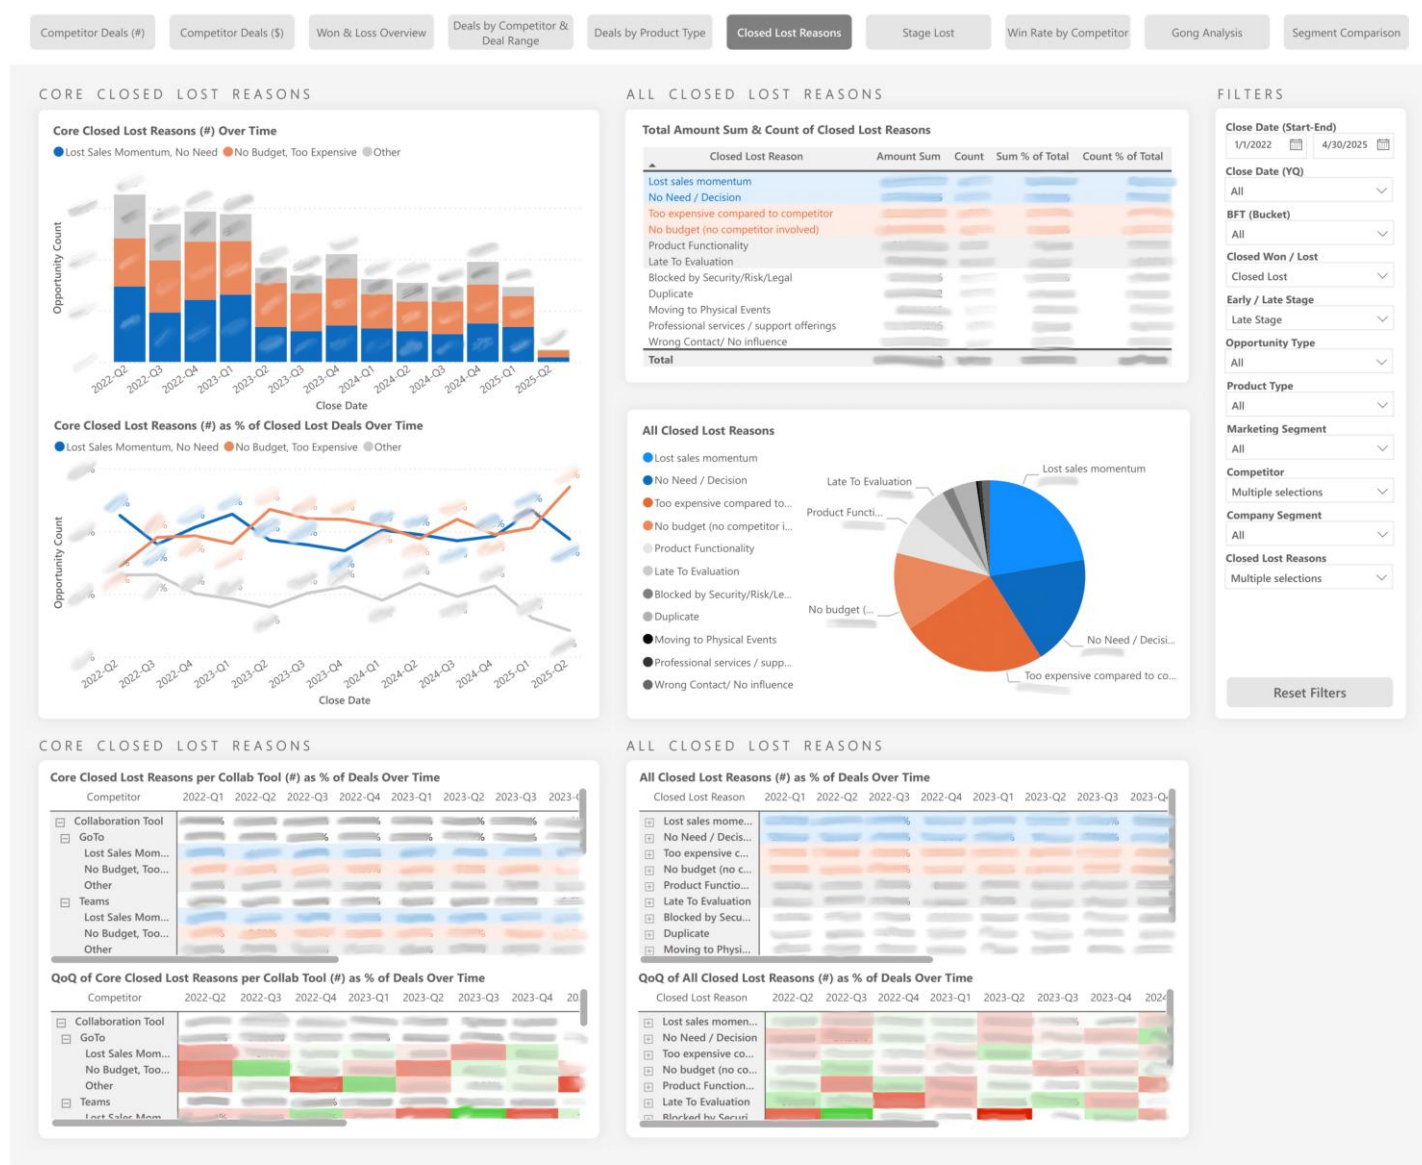 Competitor Deals (#)
Competitor Deals ($)
Won & Loss Overview
Deals by Competitor &
Deal Range
Deals by Product Type
Closed Lost Reasons
Stage Lost
Win Rate by Competitor
Gong Analysis
Segment Comparison
CORE CLOSED LOST REASONS
Core Closed Lost Reasons (#) Over Time
Lost Sales Momentum, No Need No Budget, Too Expensive Other
Opportunity Count
2022-Q2 2022-Q3 2022-Q4 2023-Q1 2023-Q2 2023-Q3 2023-Q4 2024-Q1 2024-Q2 2024-Q3 2024-Q4 2025-Q1 2025-Q2
Close Date
Core Closed Lost Reasons (#) as % of Closed Lost Deals Over Time
Lost Sales Momentum, No Need No Budget, Too Expensive Other
Opportunity Count
2022-Q2 2022-Q3 2022-Q4 2023-Q1 2023-Q2 2023-Q3 2023-Q4 2024-Q1 2024-Q2 2024-Q3 2024-Q4 2025-Q1 2025-Q2
Close Date
ALL CLOSED LOST REASONS
Total Amount Sum & Count of Closed Lost Reasons
Closed Lost Reason Amount Sum Count Sum % of Total Count % of Total
Lost sales momentum
No Need / Decision
Too expensive compared to competitor
No budget (no competitor involved)
Product Functionality
Late To Evaluation
Blocked by Security/Risk/Legal
Duplicate
Moving to Physical Events
Professional services / support offerings
Wrong Contact/ No influence
Total
All Closed Lost Reasons
Lost sales momentum
No Need / Decision
Too expensive compared to...
No budget (no competitor i...
Product Functionality
Late To Evaluation
Blocked by Security/Risk/Le...
Duplicate
Moving to Physical Events
Professional services / supp...
Wrong Contact/ No influence
Lost sales momentum
Late To Evaluation
Product Functi...
No budget (...
No Need / Decisi...
Too expensive compared to co...
FILTERS
Close Date (Start-End)
1/1/2022 4/30/2025
Close Date (YQ)
All
BFT (Bucket)
All
Closed Won / Lost
Closed Lost
Early / Late Stage
Late Stage
Opportunity Type
All
Product Type
All
Marketing Segment
All
Competitor
Multiple selections
Company Segment
All
Closed Lost Reasons
Multiple selections
Reset Filters
CORE CLOSED LOST REASONS
Core Closed Lost Reasons per Collab Tool (#) as % of Deals Over Time
Competitor 2022-Q1 2022-Q2 2022-Q3 2022-Q4 2023-Q1 2023-Q2 2023-Q3
Collaboration Tool
GoTo
Lost Sales Mom...
No Budget, Too...
Other
Teams
Lost Sales Mom...
No Budget, Too...
Other
QoQ of Core Closed Lost Reasons per Collab Tool (#) as % of Deals Over Time
Competitor 2022-Q2 2022-Q3 2022-Q4 2023-Q1 2023-Q2 2023-Q3 2023-Q4 20
Collaboration Tool
GoTo
Lost Sales Mom...
No Budget, Too...
Other
Teams
Lost Sales Mom
ALL CLOSED LOST REASONS
All Closed Lost Reasons (#) as % of Deals Over Time
Closed Lost Reason 2022-Q1 2022-Q2 2022-Q3 2022-Q4 2023-Q1 2023-Q2 2023-Q3
Lost sales mome...
No Need / Decis...
Too expensive c...
No budget (no c...
Product Functio...
Late To Evaluation
Blocked by Secu...
Duplicate
Moving to Physi...
QoQ of All Closed Lost Reasons (#) as % of Deals Over Time
Closed Lost Reason 2022-Q2 2022-Q3 2022-Q4 2023-Q1 2023-Q2 2023-Q3 2023-Q4 2024
Lost sales momen...
No Need / Decision
Too expensive co...
No budget (no co...
Product Function...
Late To Evaluation
Blocked by Securi